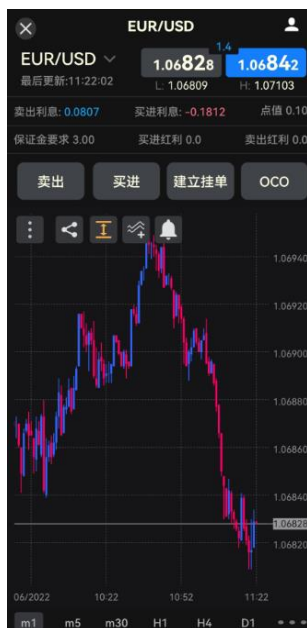 EUR/USD
EUR/USD
最后更新:11:22:02
1.06828
1.4
1.06842
L: 1.06809
H: 1.07103
卖出利息: 0.0807
买进利息: -0.1812
点值 0.10
保证金要求 3.00
买进红利 0.0
卖出红利 0.0
卖出
买进
建立挂单
OCO
1.06940
1.06920
1.06900
1.06860
1.06840
1.06828
1.06820
06/2022
10:22
10:52
11:22
m1
m5
m30
H1
H4
D1